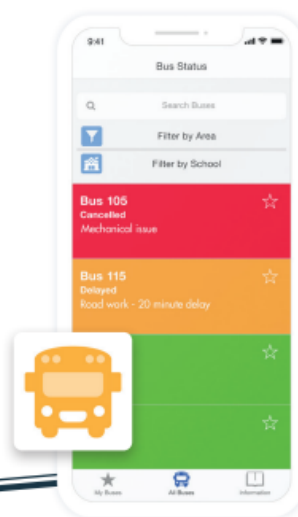 9:41
Bus Status
Search Buses
Filter by Area
Filter by School
Bus 105
Cancelled
Mechanical issue
Bus 115
Delayed
Road work - 20 minute delay
My Buses
All Buses
Information